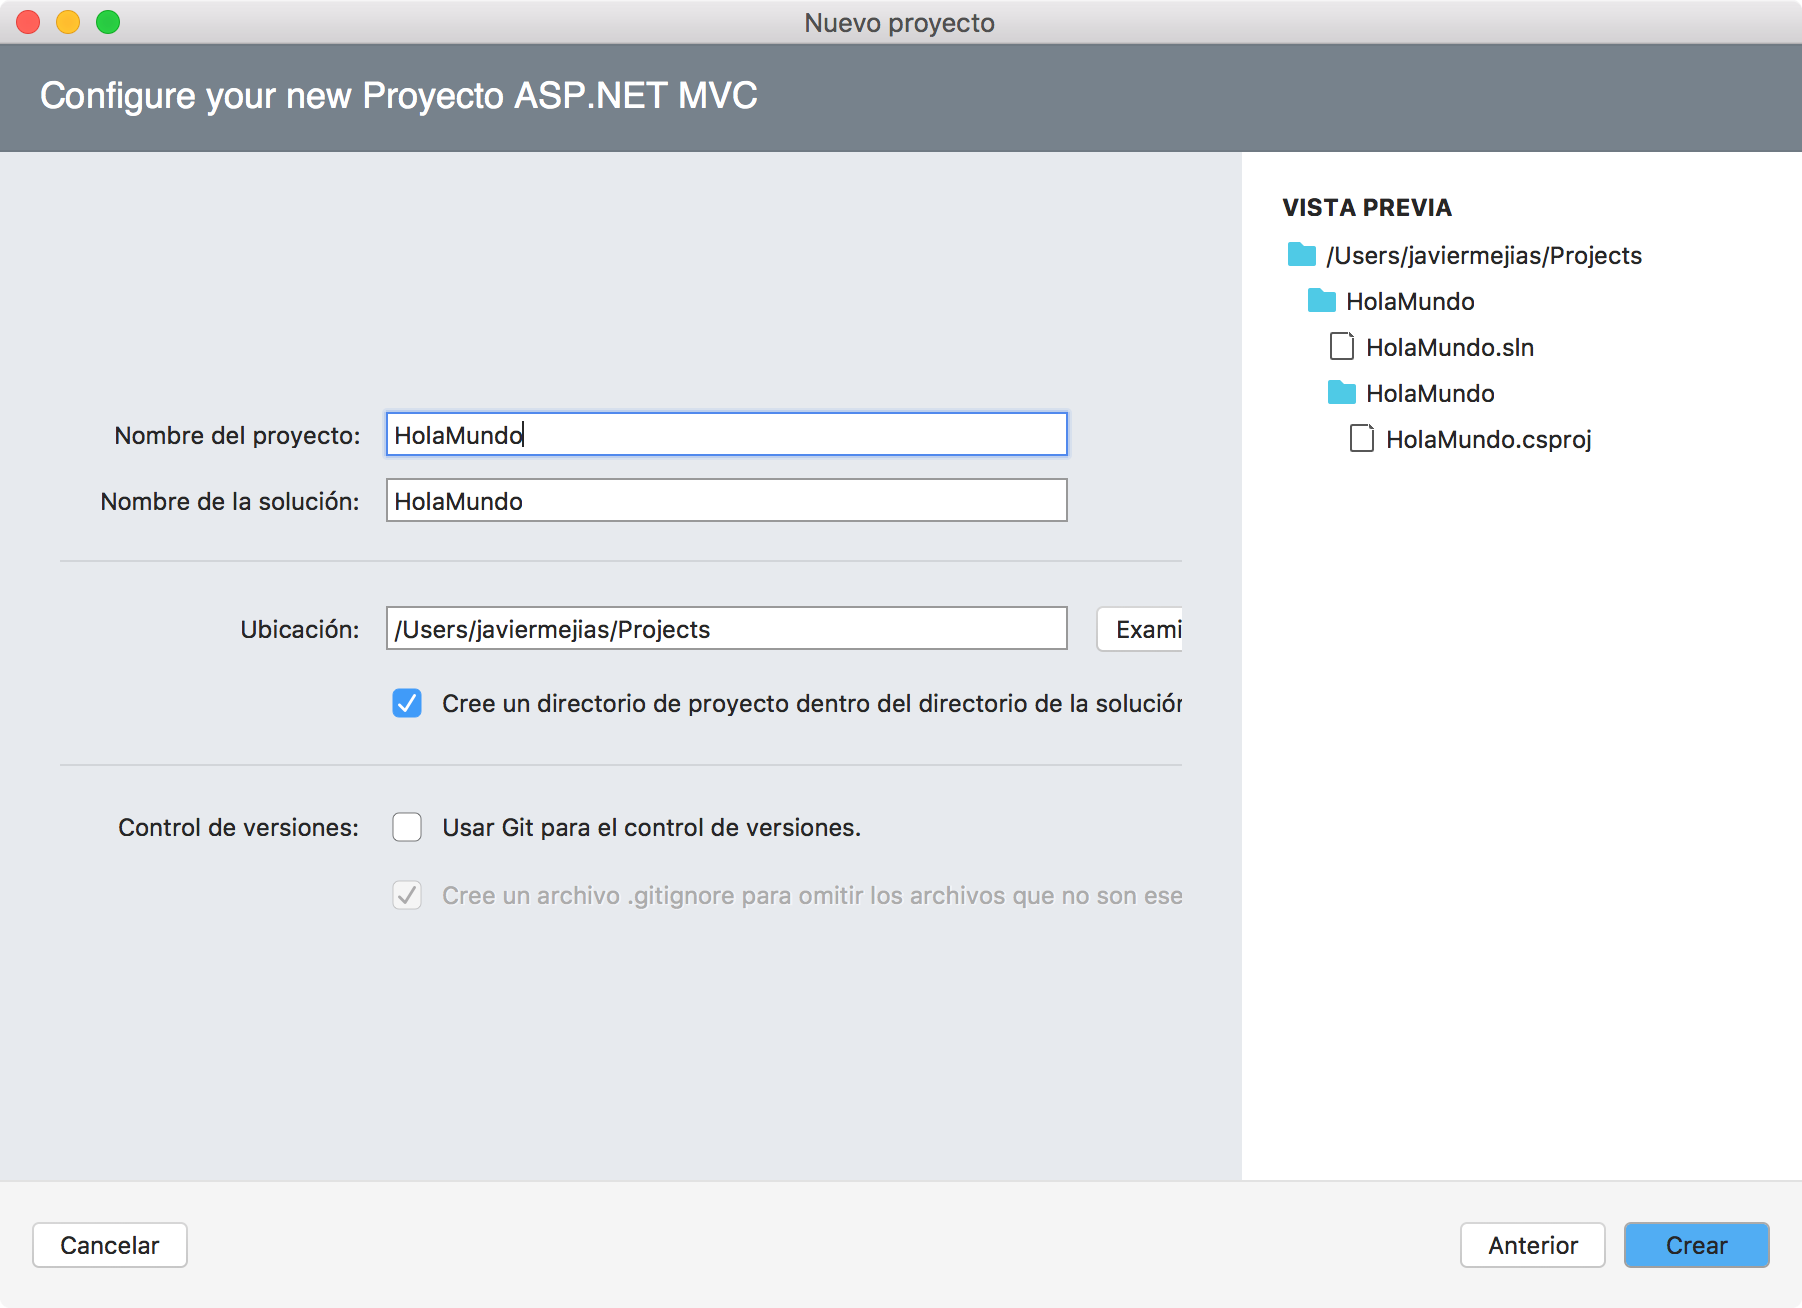 Nuevo proyecto
Configure your new Proyecto ASP.NET MVC
Nombre del proyecto: HolaMundo
Nombre de la solución: HolaMundo
Ubicación: /Users/javiermejias/Projects Exami
Cree un directorio de proyecto dentro del directorio de la solución
Control de versiones: Usar Git para el control de versiones.
Cree un archivo .gitignore para omitir los archivos que no son ese
VISTA PREVIA
/Users/javiermejias/Projects
HolaMundo
HolaMundo.sln
HolaMundo
HolaMundo.csproj
Cancelar Anterior Crear